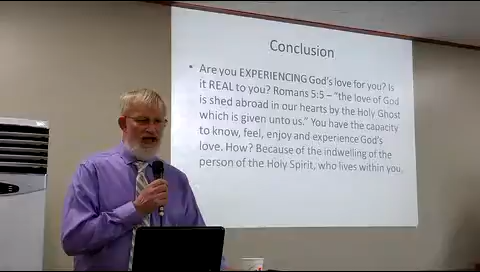 Conclusion
• Are you EXPERIENCING God's love for you? Is
it REAL to you? Romans 5:5 – "the love of God
is shed abroad in our hearts by the Holy Ghost
which is given unto us." You have the capacity
to know, feel, enjoy and experience God's
love. How? Because of the indwelling of the
person of the Holy Spirit, who lives within you.